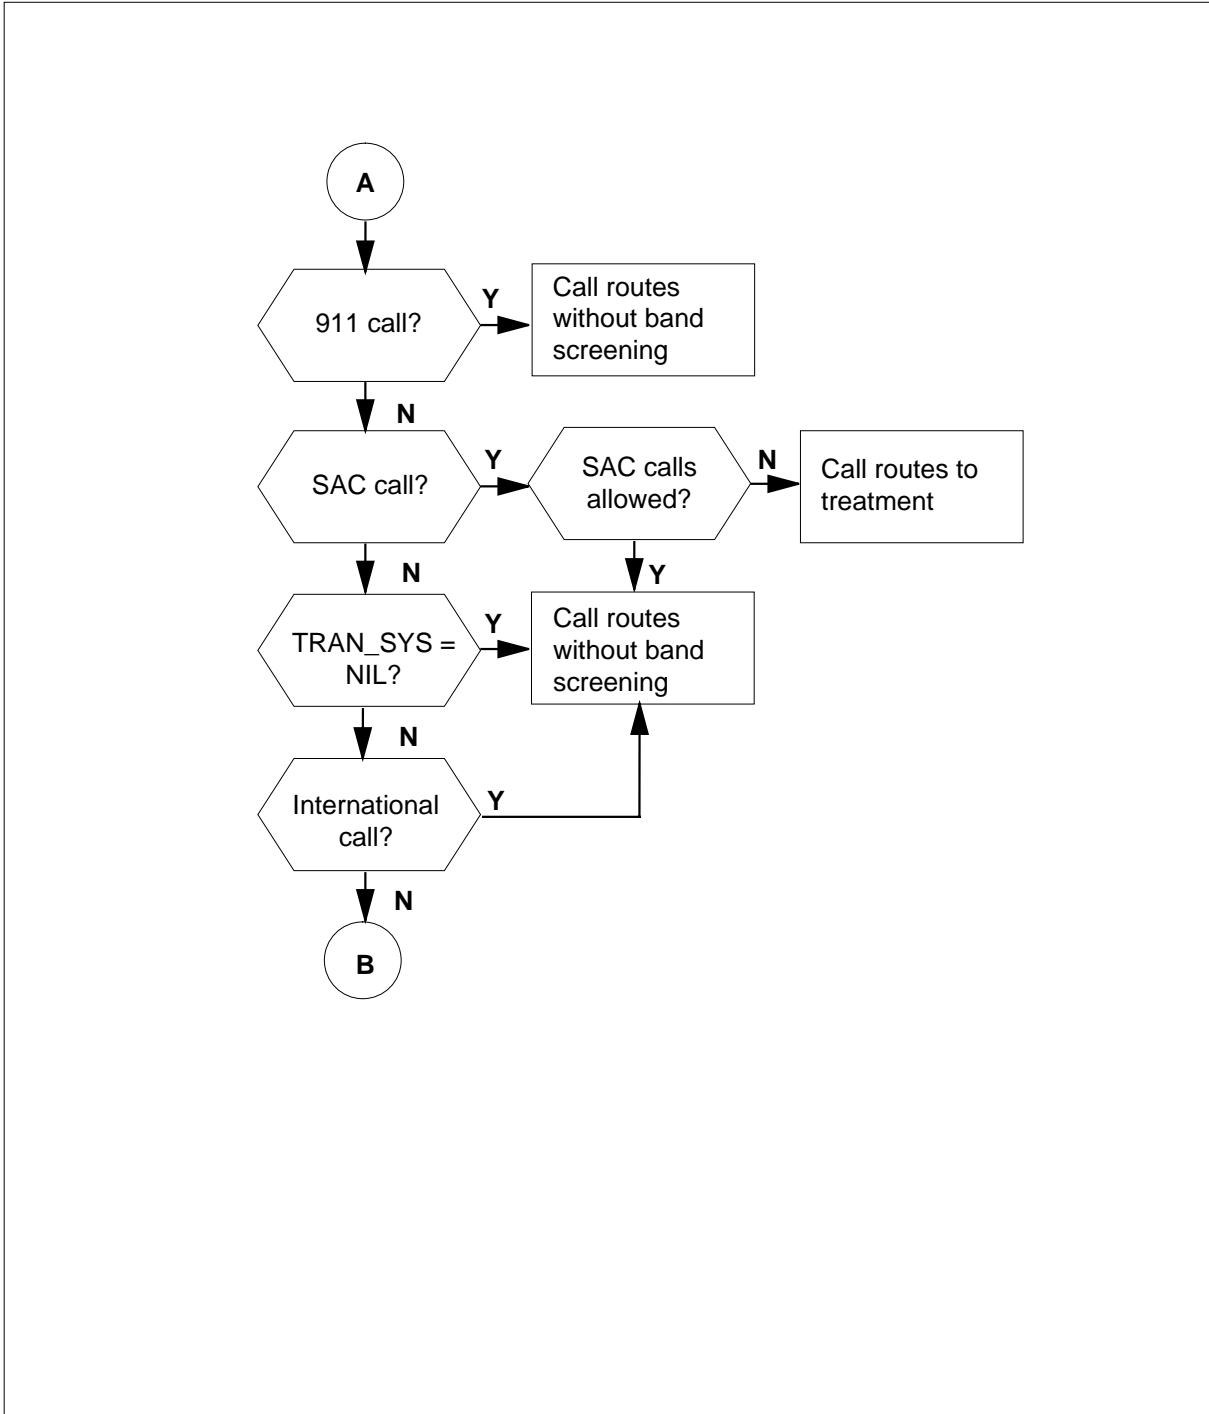 A
911 call?
Y
Call routes
without band
screening
N
SAC call?
Y
SAC calls
allowed?
N
Call routes to
treatment
N
Y
TRAN_SYS =
NIL?
Y
Call routes
without band
screening
N
International
call?
Y
N
B